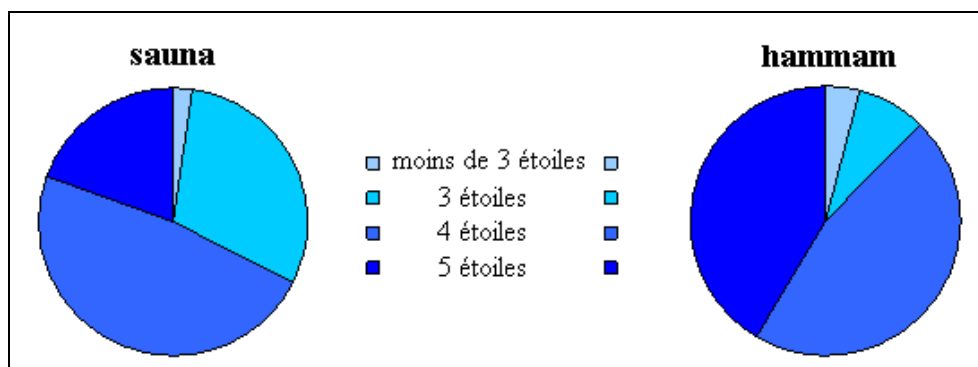 sauna
hammam
moins de 3 étoiles
3 étoiles
4 étoiles
5 étoiles